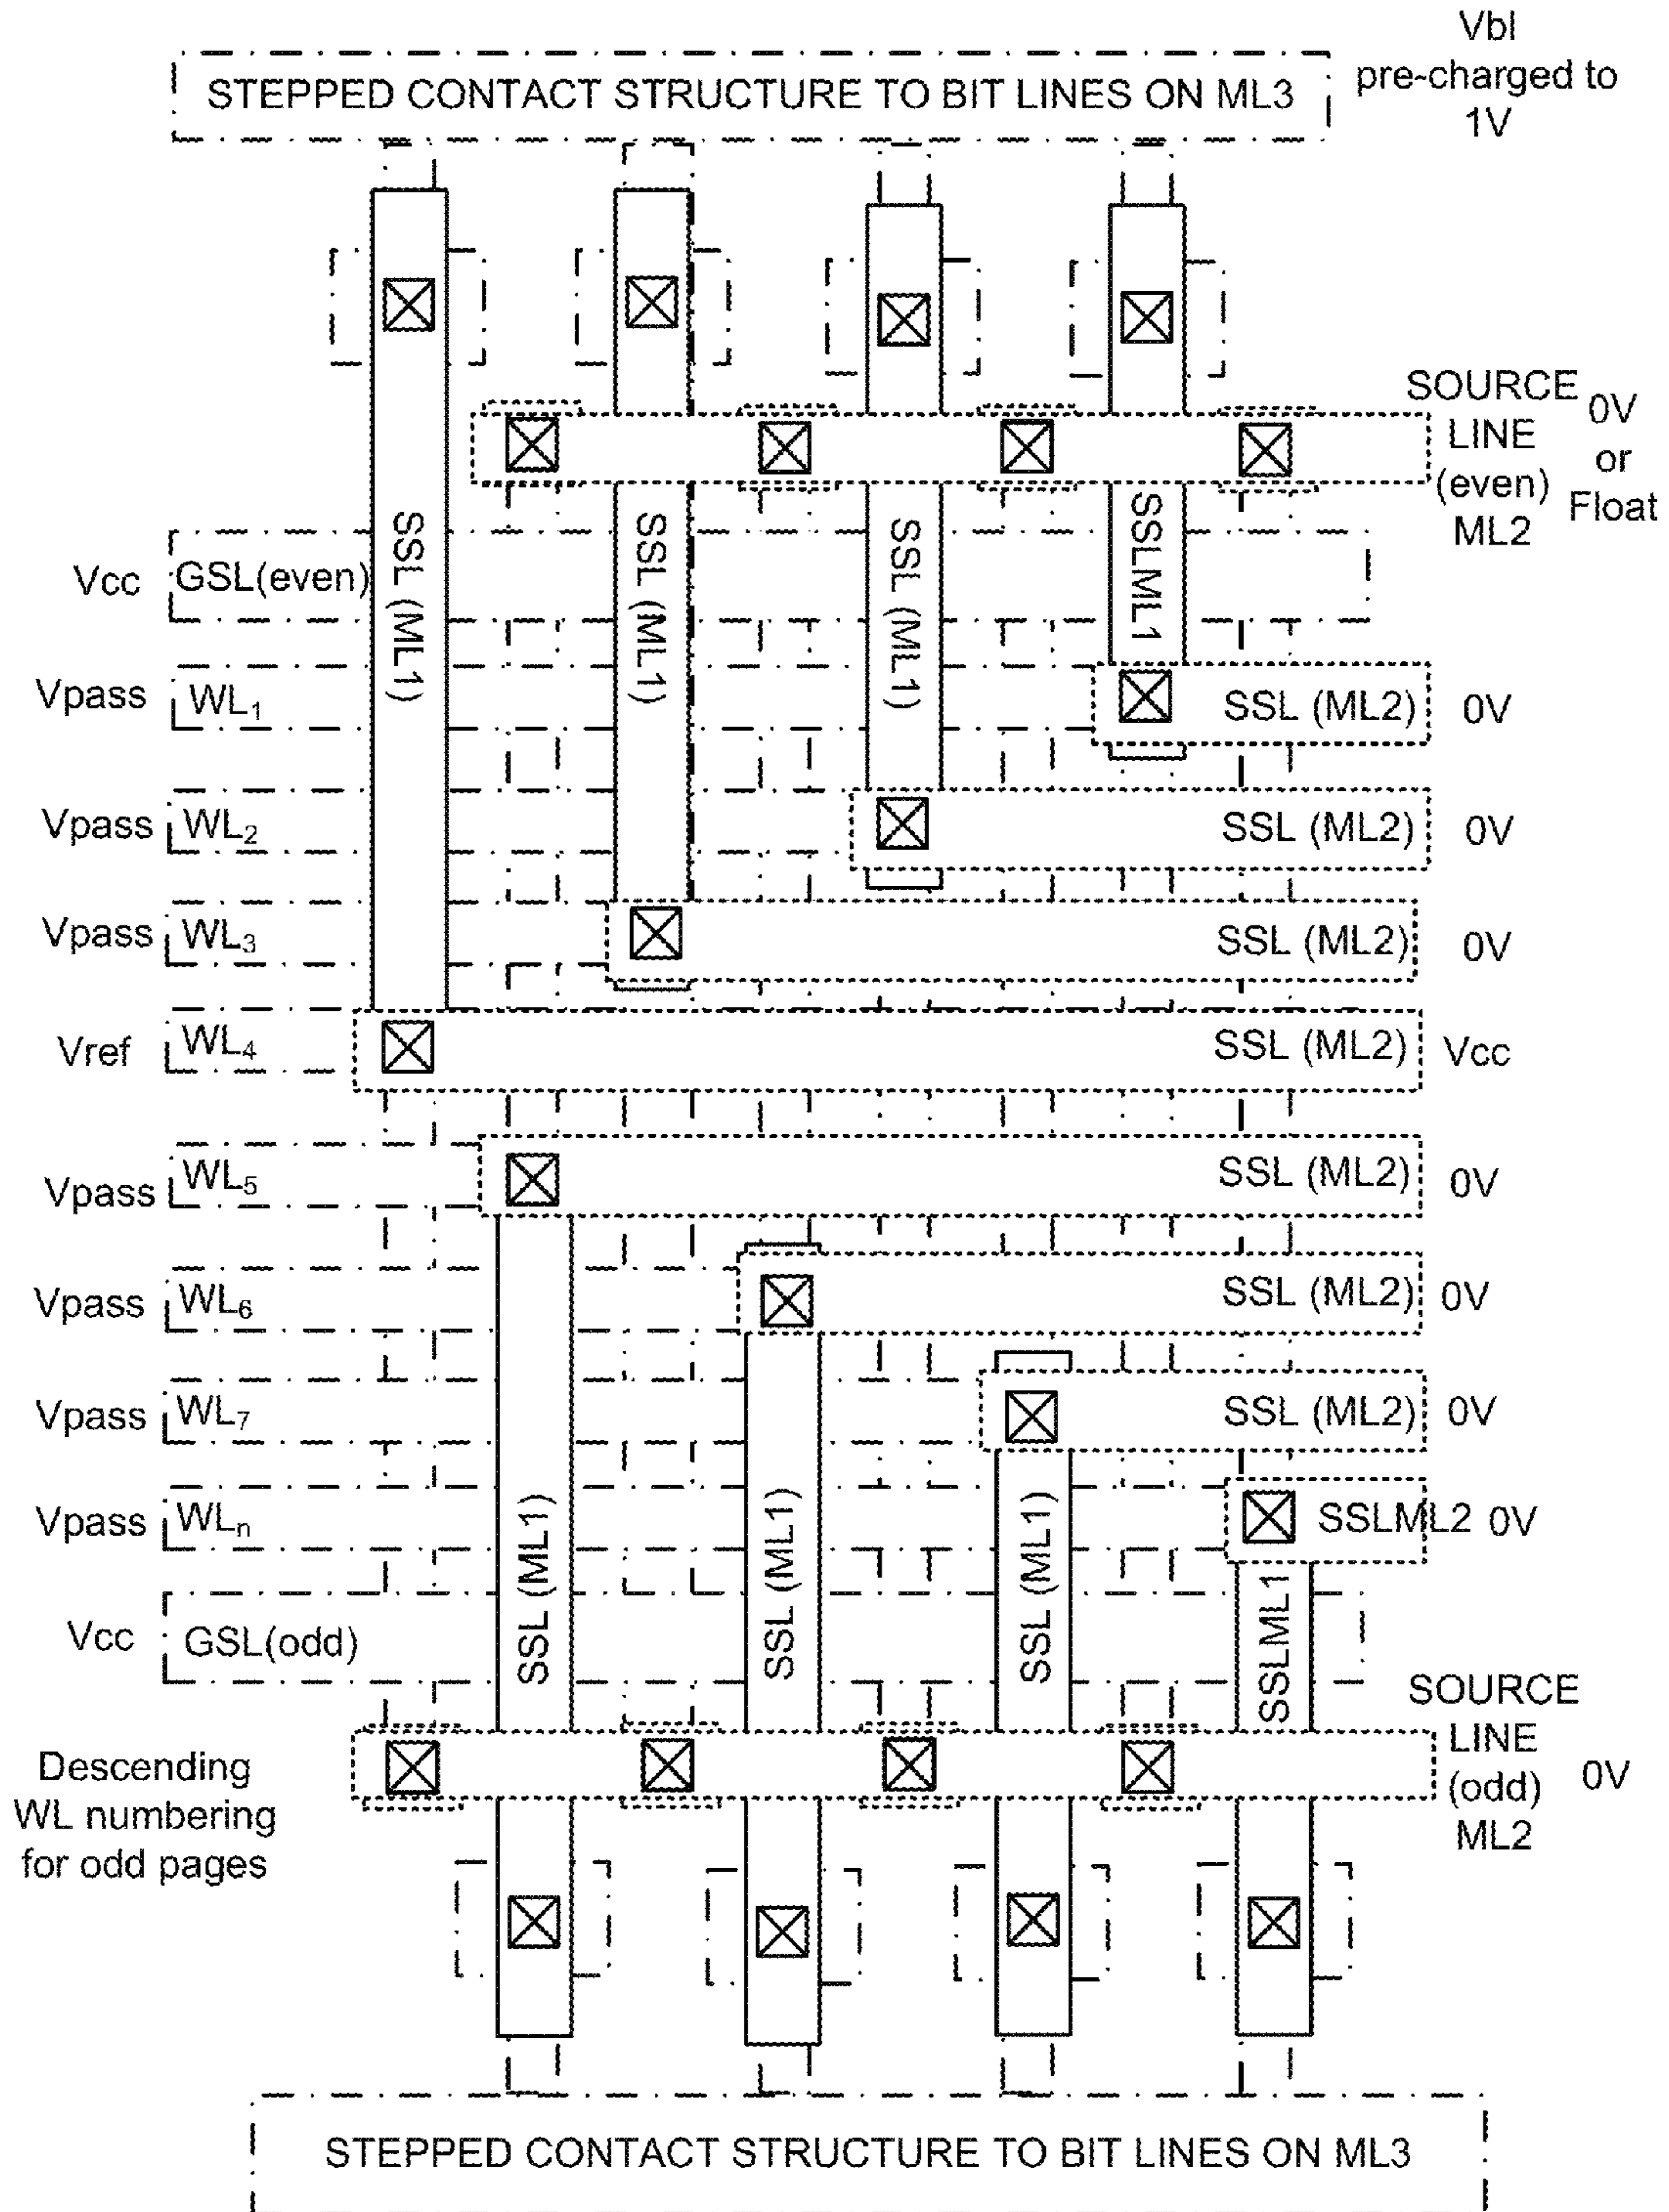 Vbl
pre-charged to
1V
STEPPED CONTACT STRUCTURE TO BIT LINES ON ML3
SOURCE
LINE
(even)
ML2
0V
or
Float
SSL (ML1)
SSL (ML1)
SSL (ML1)
SSLML1
Vcc GSL(even)
Vpass WL1 SSL (ML2) 0V
Vpass WL2 SSL (ML2) 0V
Vpass WL3 SSL (ML2) 0V
Vref WL4 SSL (ML2) Vcc
Vpass WL5 SSL (ML2) 0V
Vpass WL6 SSL (ML2) 0V
Vpass WL7 SSL (ML2) 0V
Vpass WLn SSLML2 0V
SSL (ML1)
SSL (ML1)
SSL (ML1)
SSLML1
Vcc GSL(odd)
SOURCE
LINE
(odd)
ML2
0V
Descending
WL numbering
for odd pages
STEPPED CONTACT STRUCTURE TO BIT LINES ON ML3